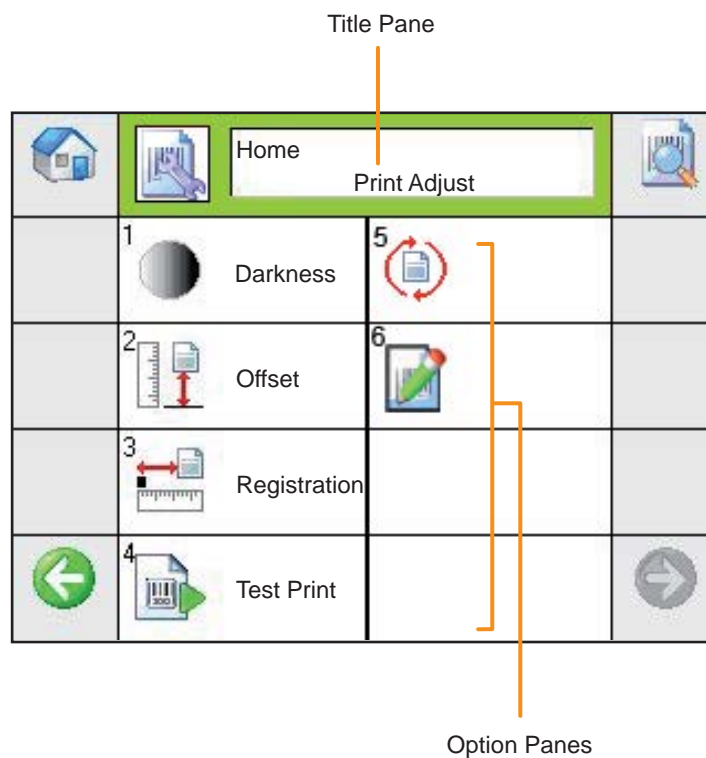 Title Pane
Home
Print Adjust
1
Darkness
5
2
Offset
6
3
Registration
4
Test Print
Option Panes